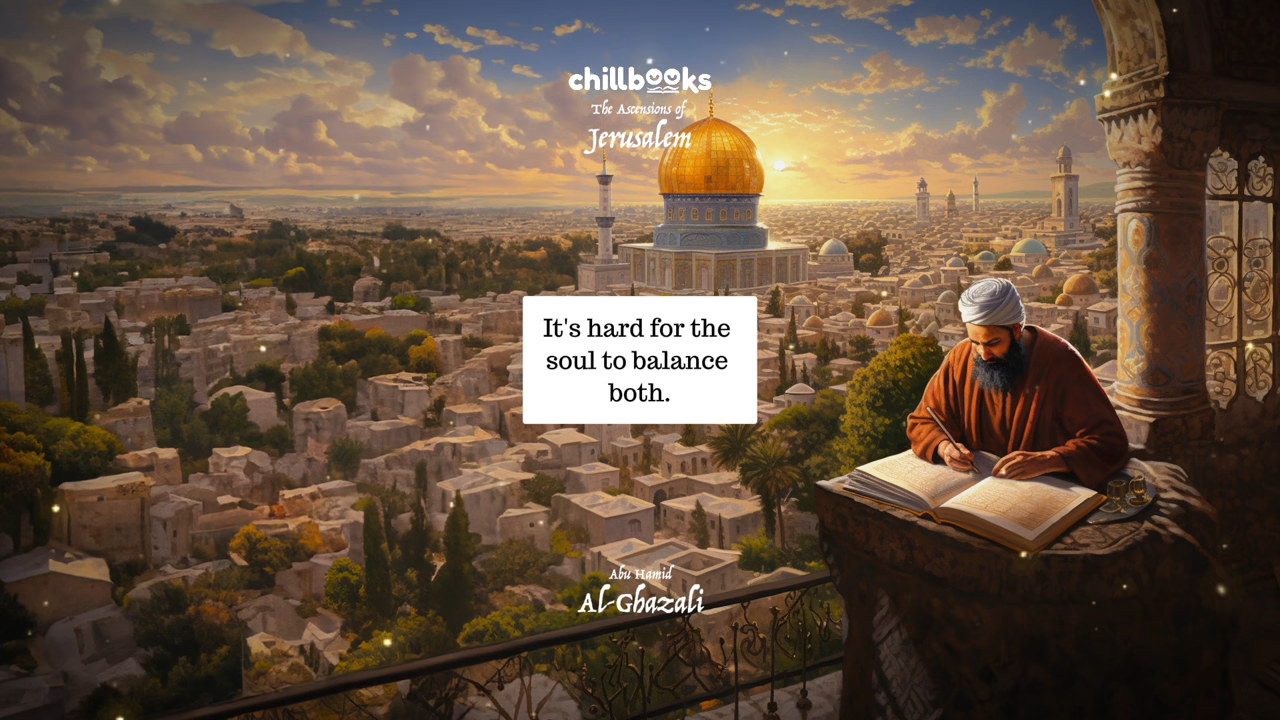 chillbooks
The Ascensions of
Jerusalem
It's hard for the
soul to balance
both.
Abu Hamid
Al-Ghazali